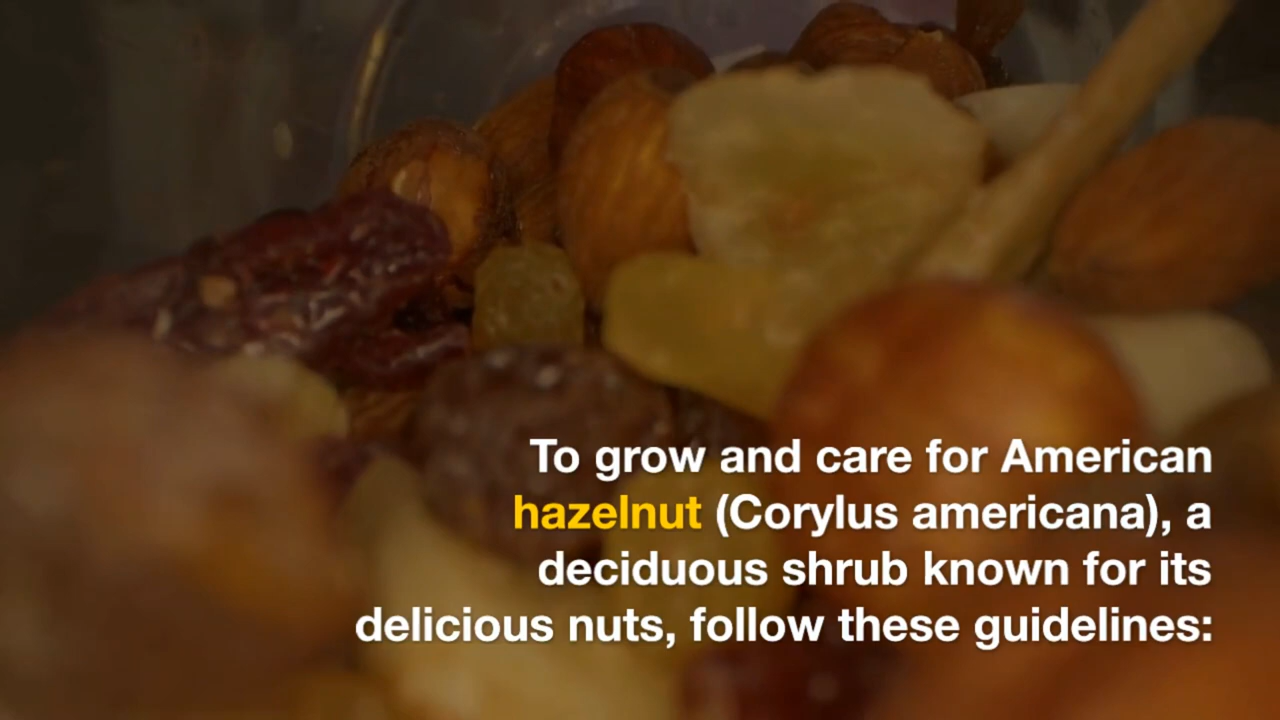 To grow and care for American
hazelnut (Corylus americana), a
deciduous shrub known for its
delicious nuts, follow these guidelines: